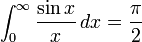 ∫₀^∞ (sin x)/x dx = π/2